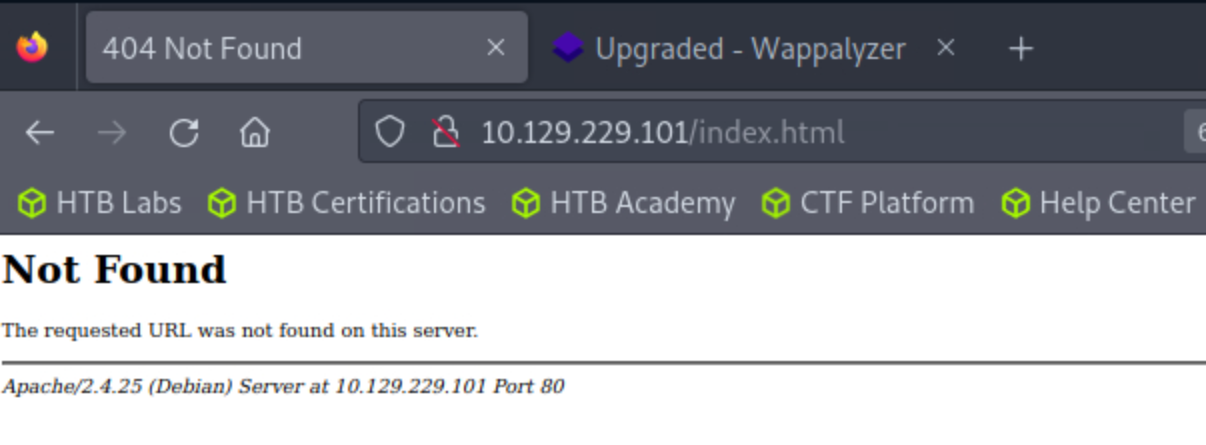 404 Not Found
Upgraded - Wappalyzer
10.129.229.101/index.html
HTB Labs HTB Certifications HTB Academy CTF Platform Help Center
Not Found
The requested URL was not found on this server.
Apache/2.4.25 (Debian) Server at 10.129.229.101 Port 80